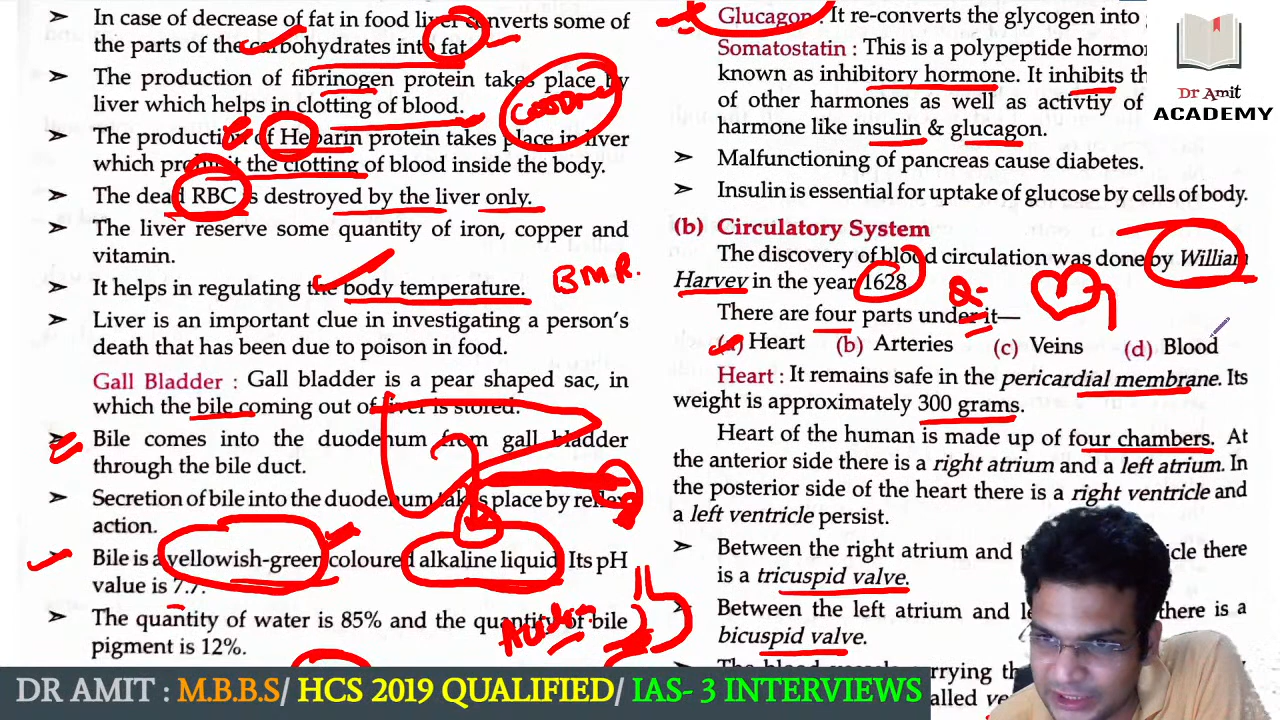 In case of decrease of fat in food liver converts some of
the parts of the carbohydrates into fat
➤ The production of fibrinogen protein takes place by
liver which helps in clotting of blood.
➤ The production of Heparin protein takes place in liver
which prohibit the clotting of blood inside the body.
➤ The dead RBC is destroyed by the liver only.
➤ The liver reserve some quantity of iron, copper and
vitamin.
BMR.
➤ It helps in regulating the body temperature.
➤ Liver is an important clue in investigating a person's
death that has been due to poison in food.
Gall Bladder : Gall bladder is a pear shaped sac, in
which the bile coming out of liver is stored.
➤ Bile comes into the duodenum from gall bladder
through the bile duct.
➤ Secretion of bile into the duodenum takes place by reflex
action.
➤ Bile is a yellowish-green coloured alkaline liquid. Its pH
value is 7.7.
➤ The quantity of water is 85% and the quantity of bile
pigment is 12%.
Glucagon : It re-converts the glycogen into
Somatostatin : This is a polypeptide hormo
known as inhibitory hormone. It inhibits th
of other harmones as well as activtiy of
harmone like insulin & glucagon.
➤ Malfunctioning of pancreas cause diabetes.
➤ Insulin is essential for uptake of glucose by cells of body.
(b) Circulatory System
The discovery of blood circulation was done by William
Harvey in the year 1628
There are four parts under it—
(a) Heart (b) Arteries (c) Veins (d) Blood
Heart : It remains safe in the pericardial membrane. Its
weight is approximately 300 grams.
Heart of the human is made up of four chambers. At
the anterior side there is a right atrium and a left atrium. In
the posterior side of the heart there is a right ventricle and
a left ventricle persist.
➤ Between the right atrium and cle there
is a tricuspid valve.
➤ Between the left atrium and there is a
bicuspid valve.
The blood vessels rrying th
alled
Dr Amit
ACADEMY
DR AMIT : M.B.B.S/ HCS 2019 QUALIFIED/ IAS- 3 INTERVIEWS